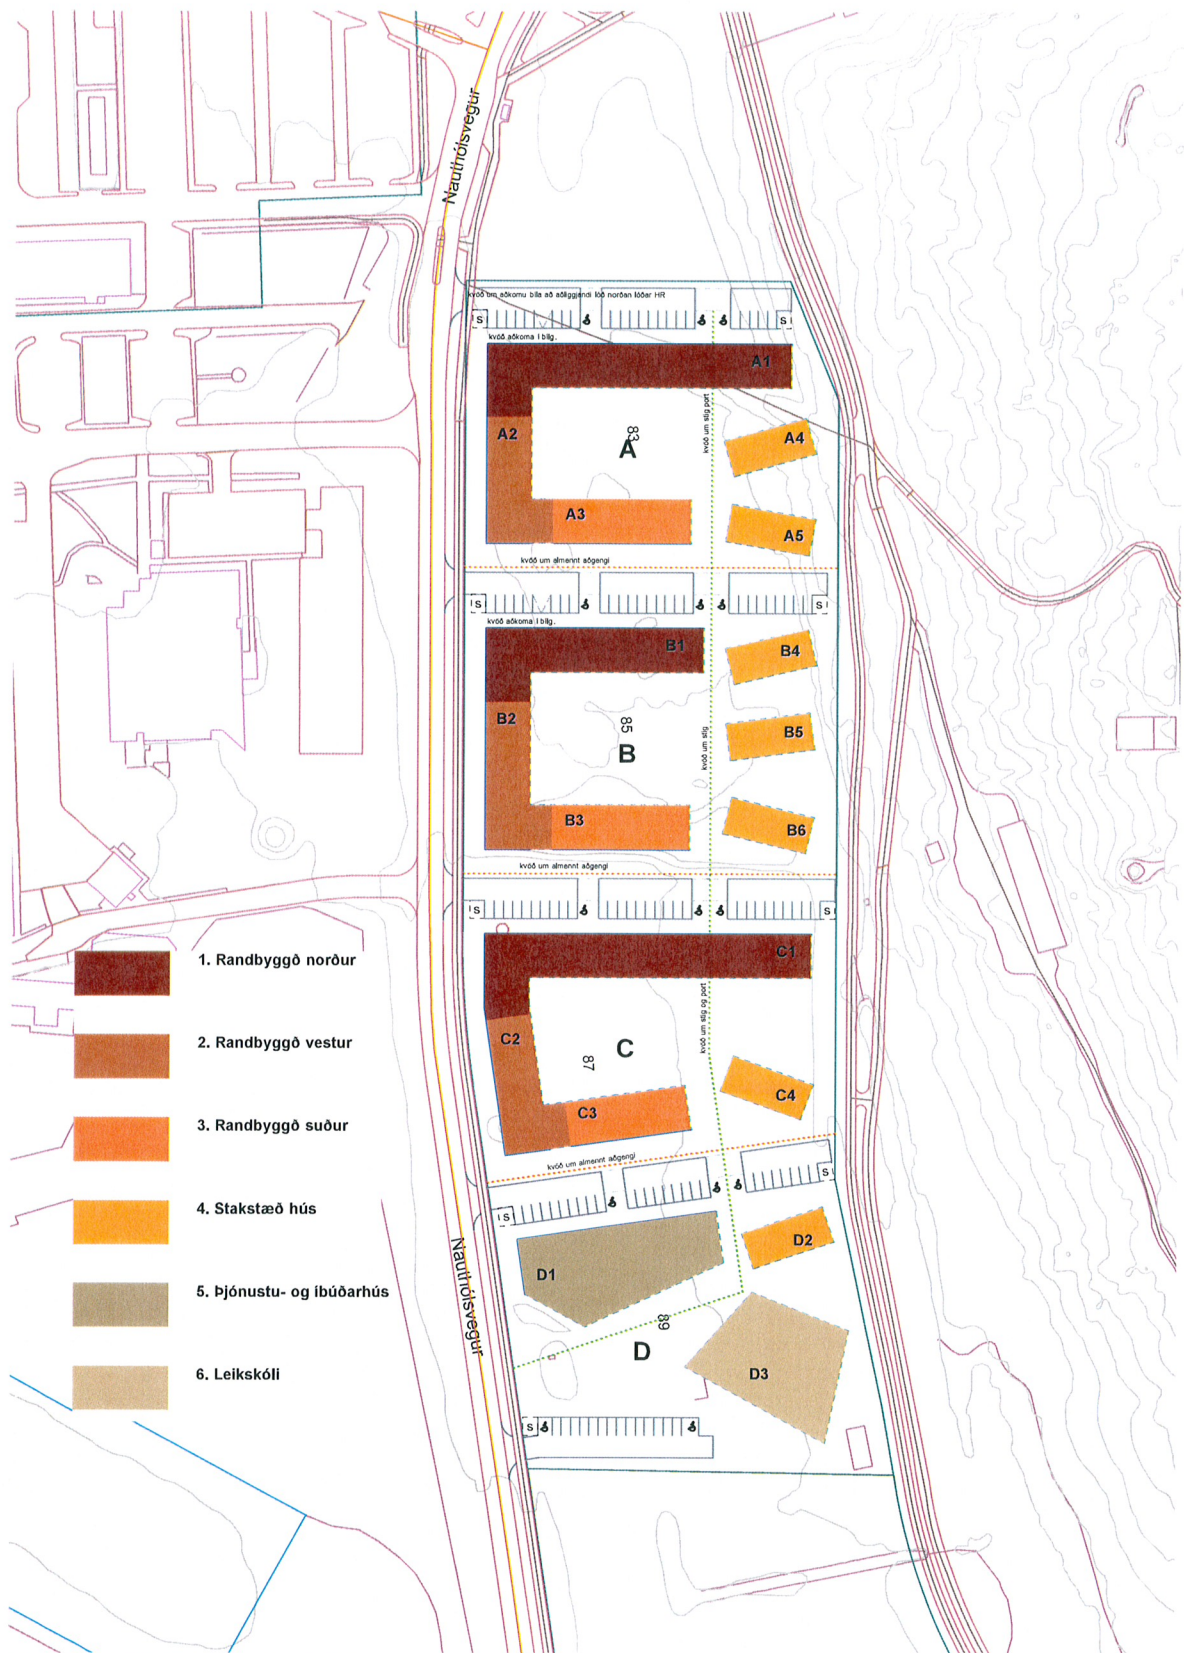 Nauthólsvegur
kvöð um aðkomu bíla að aðliggjandi lóð norðan lóðar HR
S
S
kvöð aðkoma í bílg.
A1
A2
kvöð um stíg port
83
A
A4
A3
A5
kvöð um almennt aðgengi
S
S
kvöð aðkoma í bílg.
B1
B4
B2
85
B
kvöð um stíg
B5
B3
B6
kvöð um almennt aðgengi
S
S
C1
1. Randbyggð norður
kvöð um stíg og port
2. Randbyggð vestur
C2
C
87
C4
3. Randbyggð suður
C3
kvöð um almennt aðgengi
S
4. Stakstæð hús
S
D2
Nauthólsvegur
D1
5. Þjónustu- og íbúðarhús
89
D
6. Leikskóli
D3
S